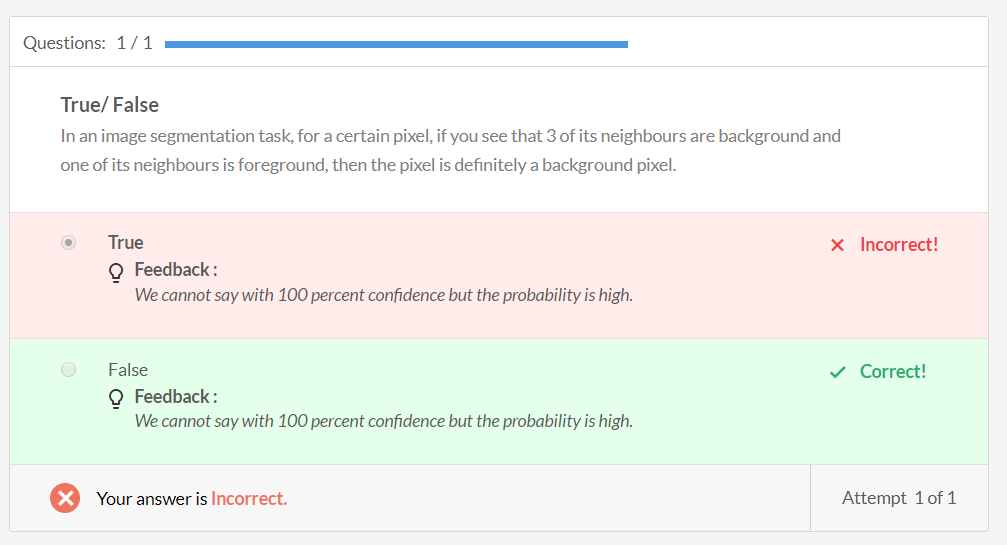 Questions: 1 / 1
True/ False
In an image segmentation task, for a certain pixel, if you see that 3 of its neighbours are background and
one of its neighbours is foreground, then the pixel is definitely a background pixel.
True
Incorrect!
Feedback :
We cannot say with 100 percent confidence but the probability is high.
False
Correct!
Feedback :
We cannot say with 100 percent confidence but the probability is high.
Your answer is Incorrect.
Attempt 1 of 1